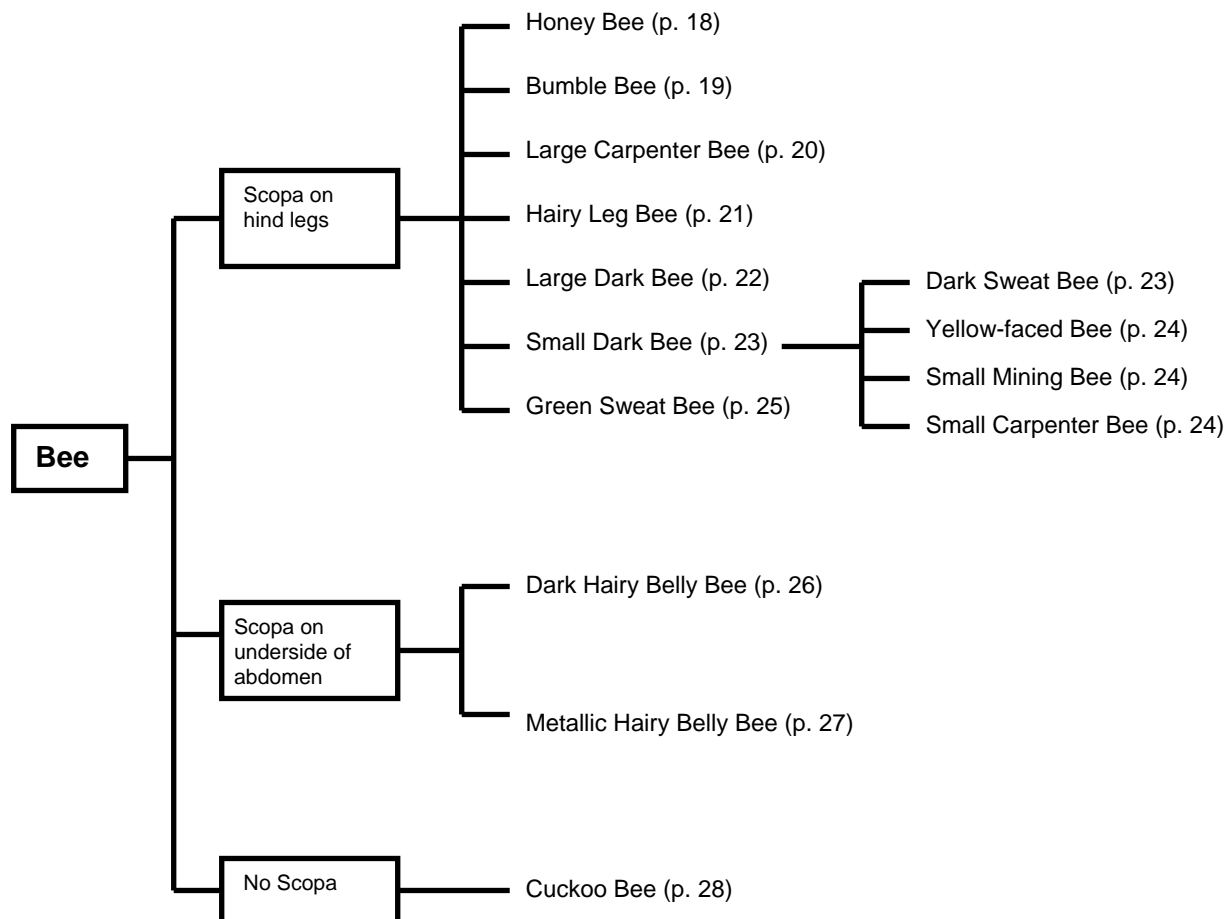 Honey Bee (p. 18)
Bumble Bee (p. 19)
Large Carpenter Bee (p. 20)
Scopa on
hind legs
Hairy Leg Bee (p. 21)
Large Dark Bee (p. 22)
Dark Sweat Bee (p. 23)
Yellow-faced Bee (p. 24)
Small Dark Bee (p. 23)
Small Mining Bee (p. 24)
Green Sweat Bee (p. 25)
Small Carpenter Bee (p. 24)
Bee
Dark Hairy Belly Bee (p. 26)
Scopa on
underside of
abdomen
Metallic Hairy Belly Bee (p. 27)
No Scopa
Cuckoo Bee (p. 28)